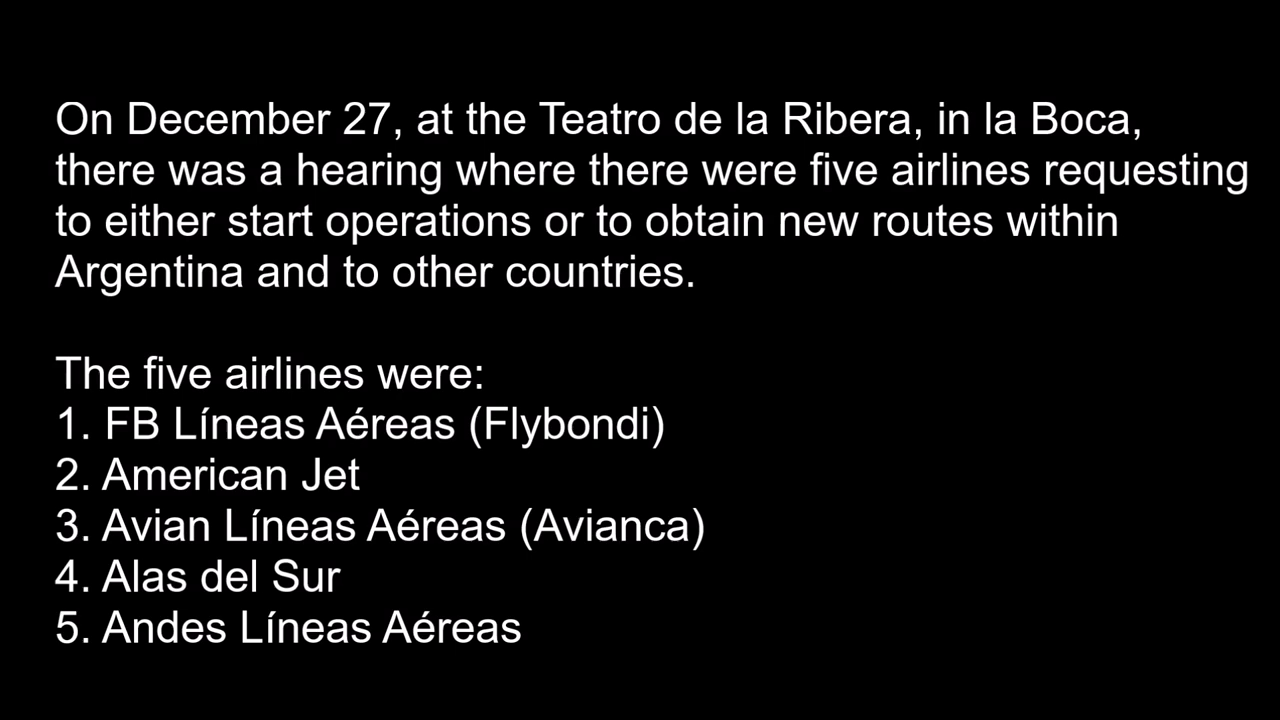 On December 27, at the Teatro de la Ribera, in la Boca,
there was a hearing where there were five airlines requesting
to either start operations or to obtain new routes within
Argentina and to other countries.
The five airlines were:
1. FB Líneas Aéreas (Flybondi)
2. American Jet
3. Avian Líneas Aéreas (Avianca)
4. Alas del Sur
5. Andes Líneas Aéreas